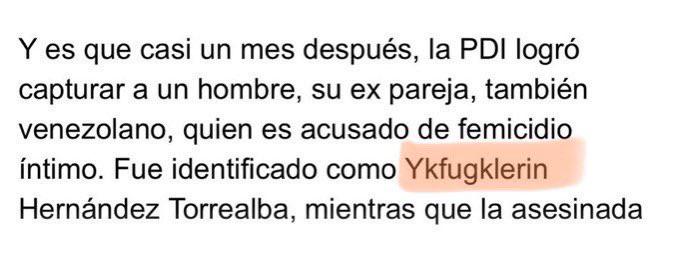 Y es que casi un mes después, la PDI logró
capturar a un hombre, su ex pareja, también
venezolano, quien es acusado de femicidio
íntimo. Fue identificado como Ykfugklerin
Hernández Torrealba, mientras que la asesinada